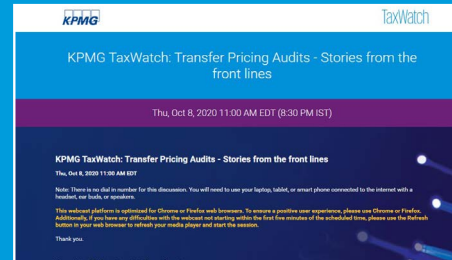 KPMG
TaxWatch
KPMG TaxWatch: Transfer Pricing Audits - Stories from the
front lines
Thu, Oct 8, 2020 11:00 AM EDT (8:30 PM IST)
KPMG TaxWatch: Transfer Pricing Audits - Stories from the front lines
Thu, Oct 8, 2020 11:00 AM EDT
Note: There is no dial in number for this discussion. You will need to use your laptop, tablet, or smart phone connected to the internet with a
headset, ear buds, or speakers.
This webcast platform is optimized for Chrome or Firefox web browsers. To ensure a positive user experience, please use Chrome or Firefox.
Additionally, if you have any difficulties with the webcast not starting within the first five minutes of the scheduled time, please use the Refresh
button in your web browser to refresh your media player and start the session.
Thank you.